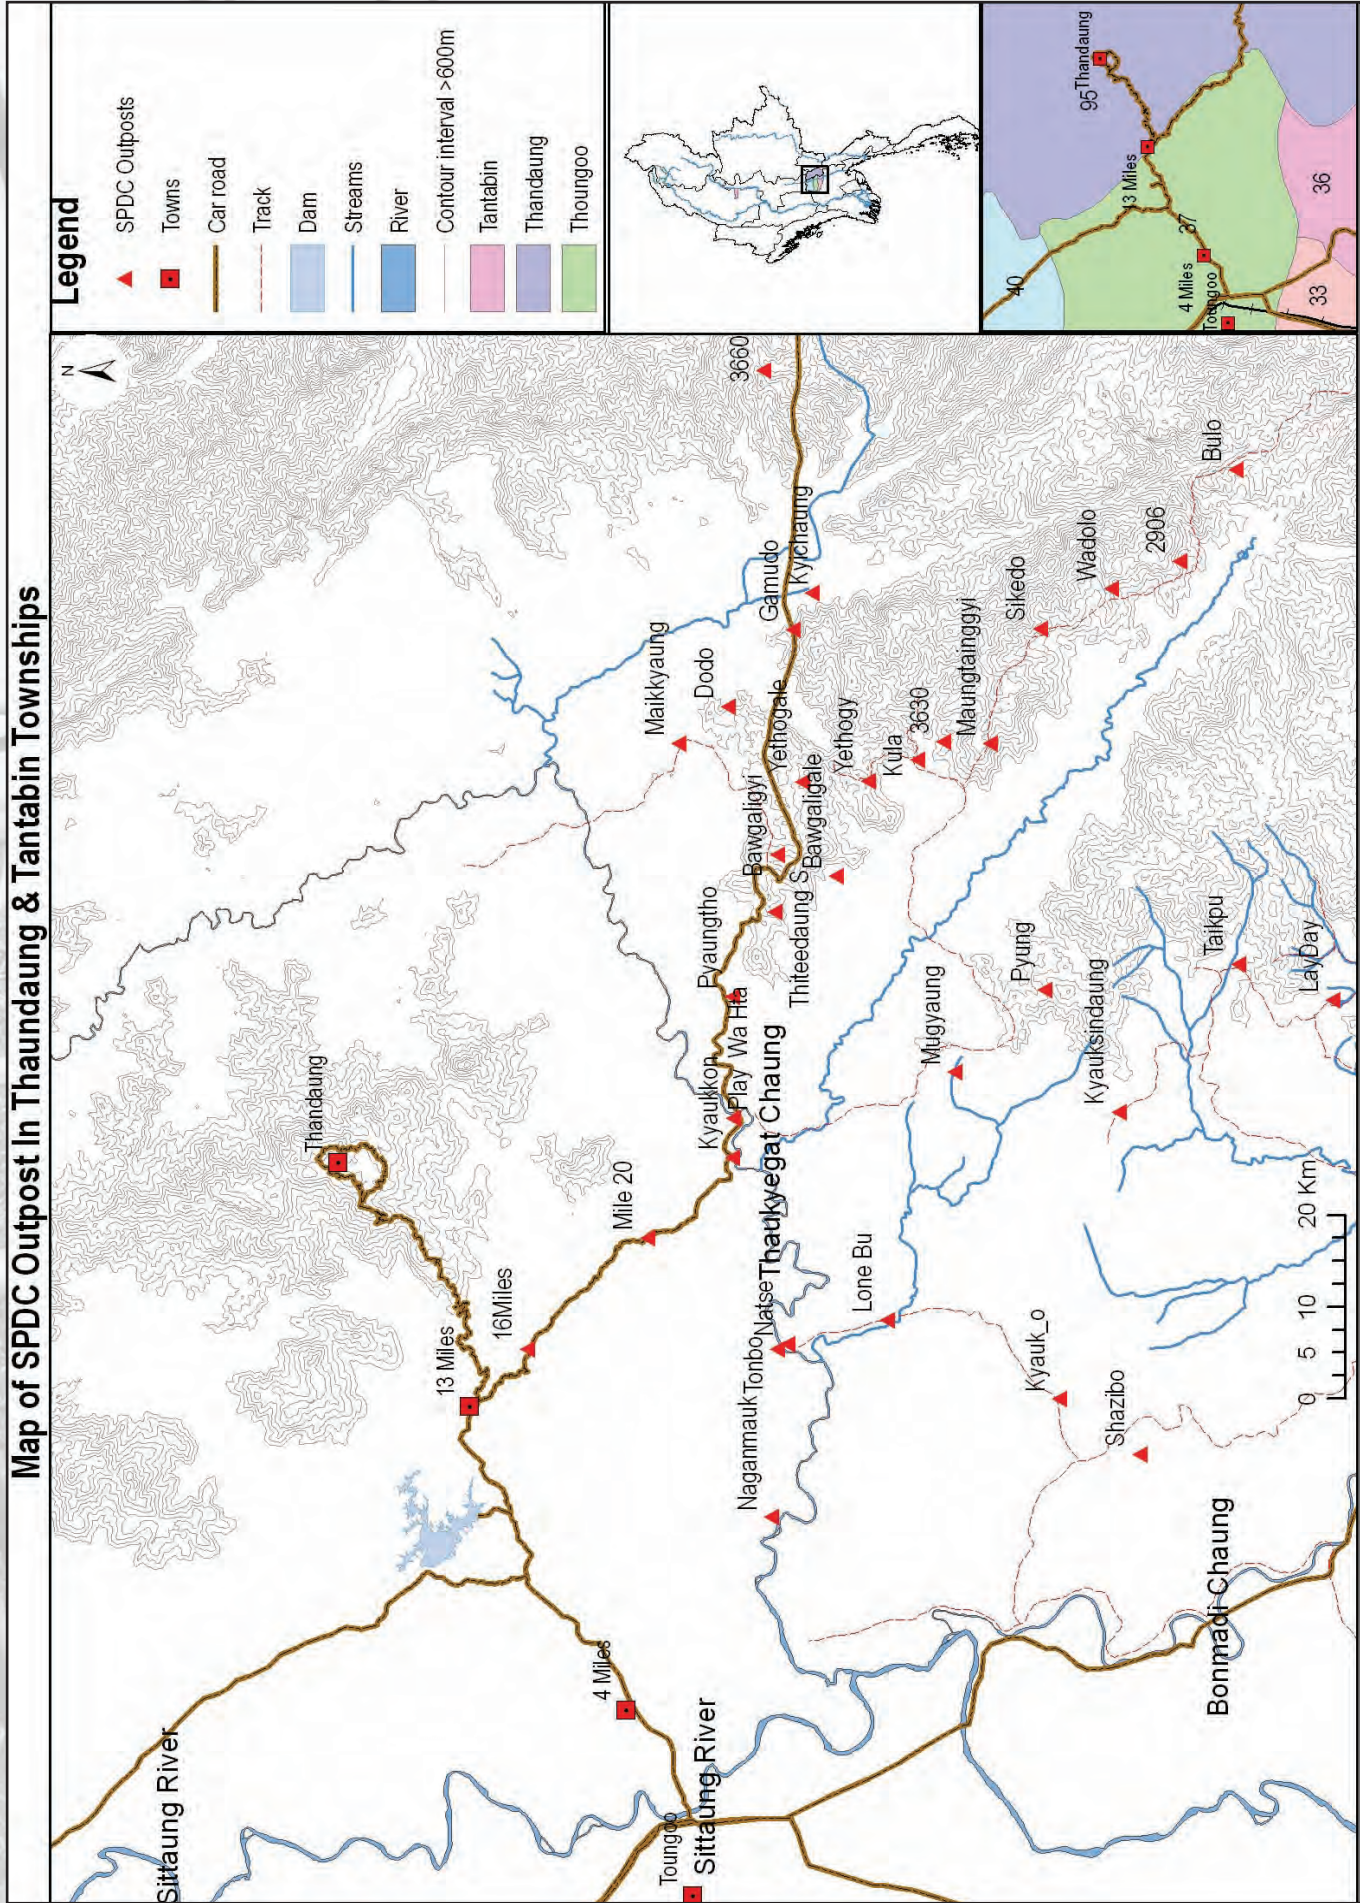 Map of SPDC Outpost In Thaundaung & Tantabin Townships
N
Sittaung River
Thandaung
13 Miles
16Miles
4 Miles
Mile 20
Toungoo
Sittaung River
Maikkyaung
Dodo
3660
Pyaungtho
Kyaukkon
Play Wa Hta
Bawgaligyi
Yethogale
Gamudo
Kyichaung
Naganmauk
Tonbo
Natse
Thaukyegat Chaung
Thiteedaung S
Bawgaligale
Yethogy
Kula
3630
Maungtainggyi
Sikedo
Wadolo
2906
Bulo
Lone Bu
Mugyaung
Pyung
Kyauksindaung
Taikpu
LayDay
Kyauk_o
Shazibo
Bonmadi Chaung
0 5 10 20 Km
Legend
SPDC Outposts
Towns
Car road
Track
Dam
Streams
River
Contour interval >600m
Tantabin
Thandaung
Thoungoo
95
Thandaung
13 Miles
40
37
4 Miles
Toungoo
36
33